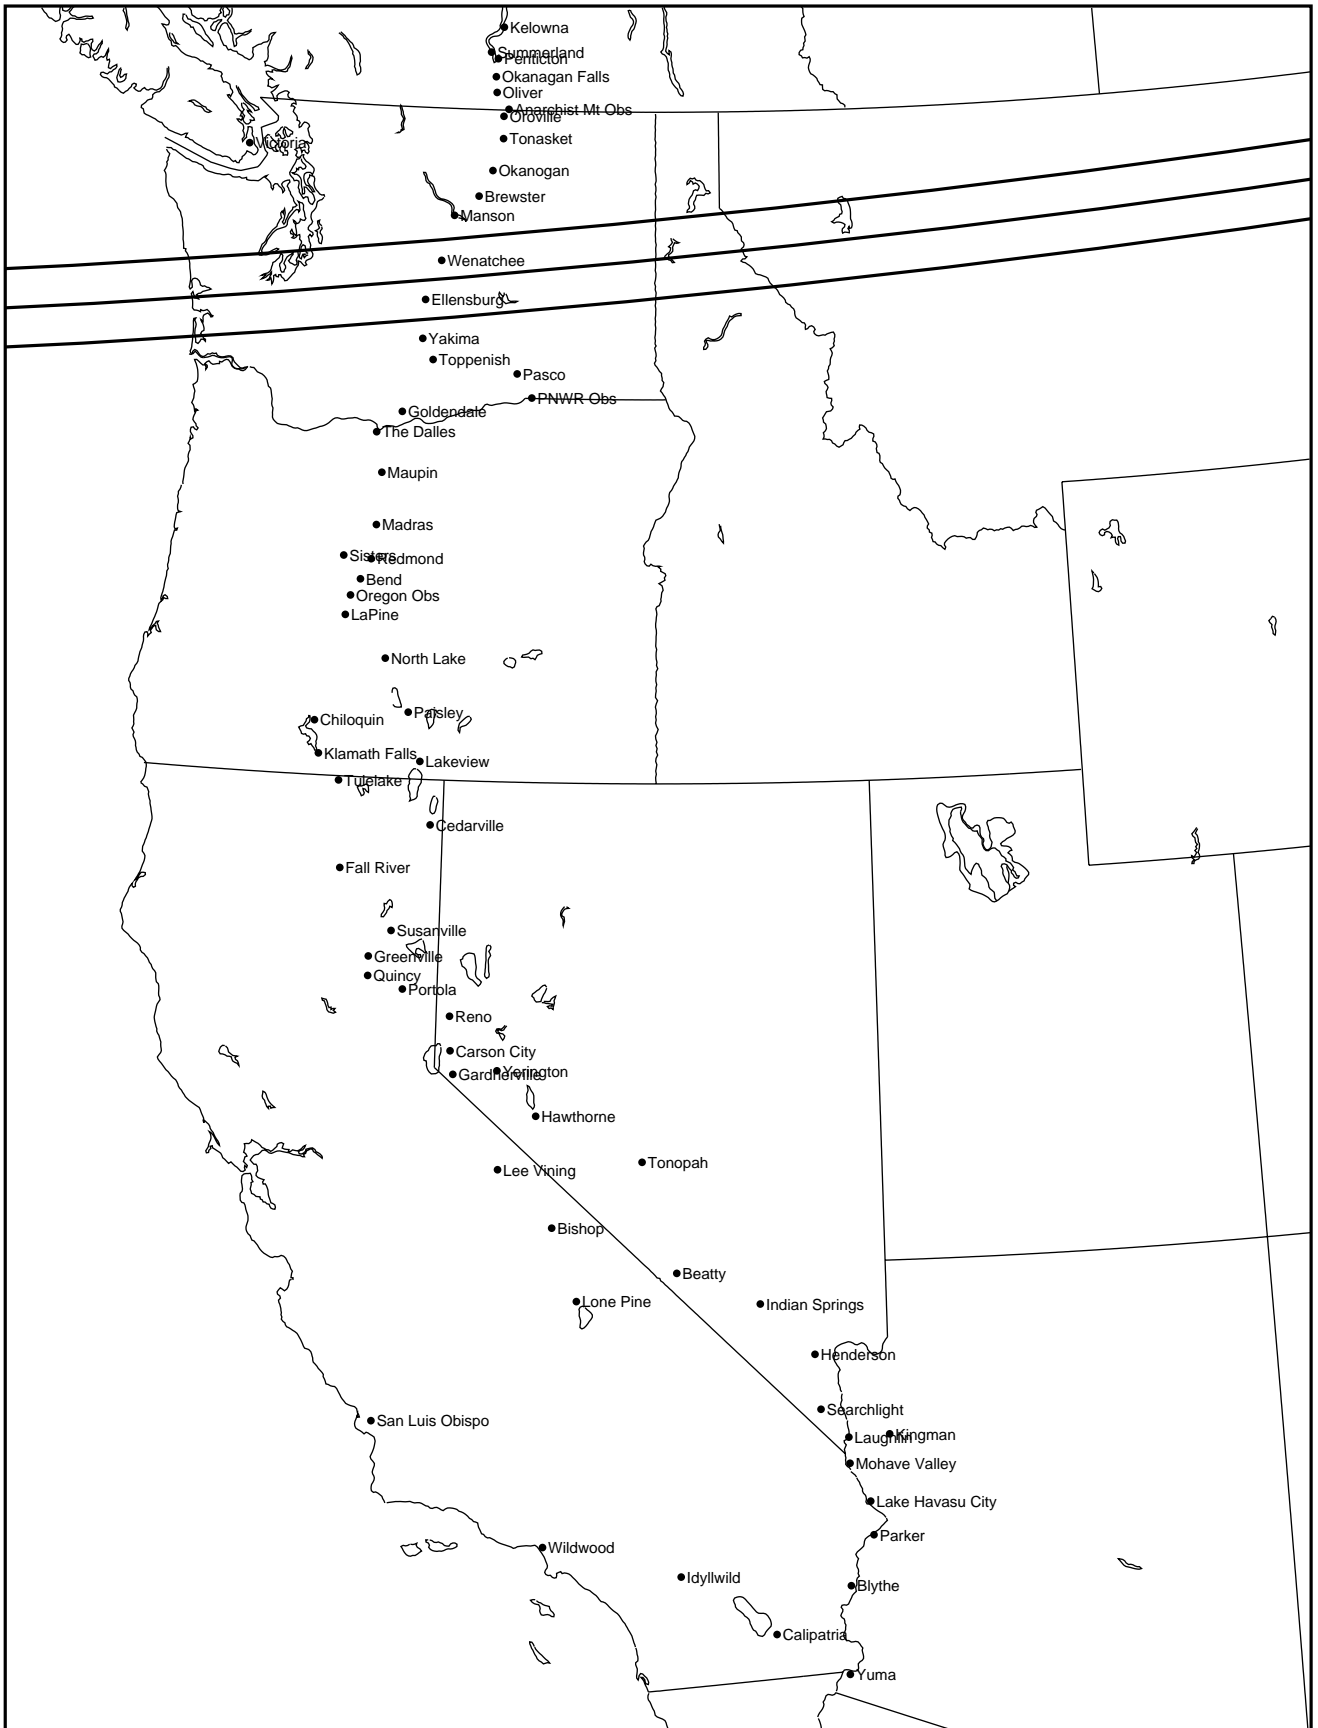 Kelowna
Summerland
Penticton
Okanagan Falls
Oliver
Anarchist Mt Obs
Oroville
Tonasket
Victoria
Okanogan
Brewster
Manson
Wenatchee
Ellensburg
Yakima
Toppenish
Pasco
PNWR Obs
Goldendale
The Dalles
Maupin
Madras
Sisters
Redmond
Bend
Oregon Obs
LaPine
North Lake
Paisley
Chiloquin
Klamath Falls
Lakeview
Tulelake
Cedarville
Fall River
Susanville
Greenville
Quincy
Portola
Reno
Carson City
Yerington
Gardnerville
Hawthorne
Tonopah
Lee Vining
Bishop
Beatty
Lone Pine
Indian Springs
Henderson
Searchlight
San Luis Obispo
Kingman
Laughlin
Mohave Valley
Lake Havasu City
Parker
Wildwood
Idyllwild
Blythe
Calipatria
Yuma